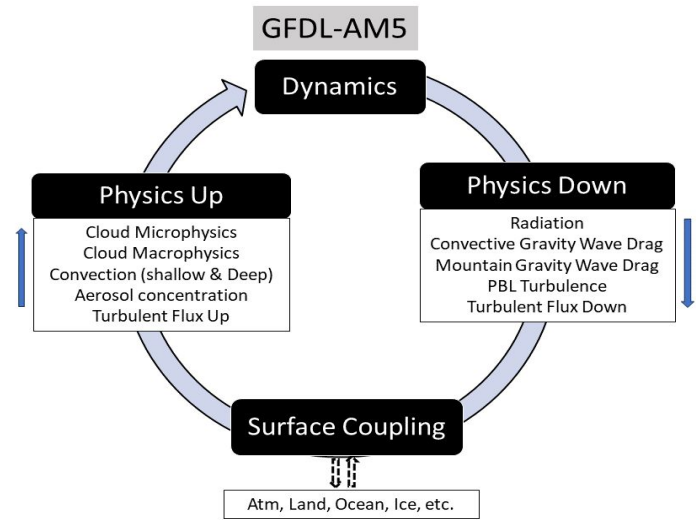 GFDL-AM5
Dynamics
Physics Up
Cloud Microphysics
Cloud Macrophysics
Convection (shallow & Deep)
Aerosol concentration
Turbulent Flux Up
Physics Down
Radiation
Convective Gravity Wave Drag
Mountain Gravity Wave Drag
PBL Turbulence
Turbulent Flux Down
Surface Coupling
Atm, Land, Ocean, Ice, etc.